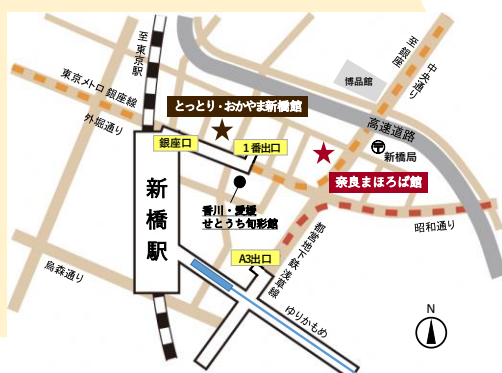 至 東京駅
至 銀座
中央通り
博品館
東京メトロ 銀座線
とっとり・おかやま新橋館
外堀通り
高速道路
銀座口
1番出口
〒
新橋局
奈良まほろば館
新橋駅
香川・愛媛
せとうち旬彩館
昭和通り
都営地下鉄 浅草線
A3出口
烏森通り
ゆりかもめ
N